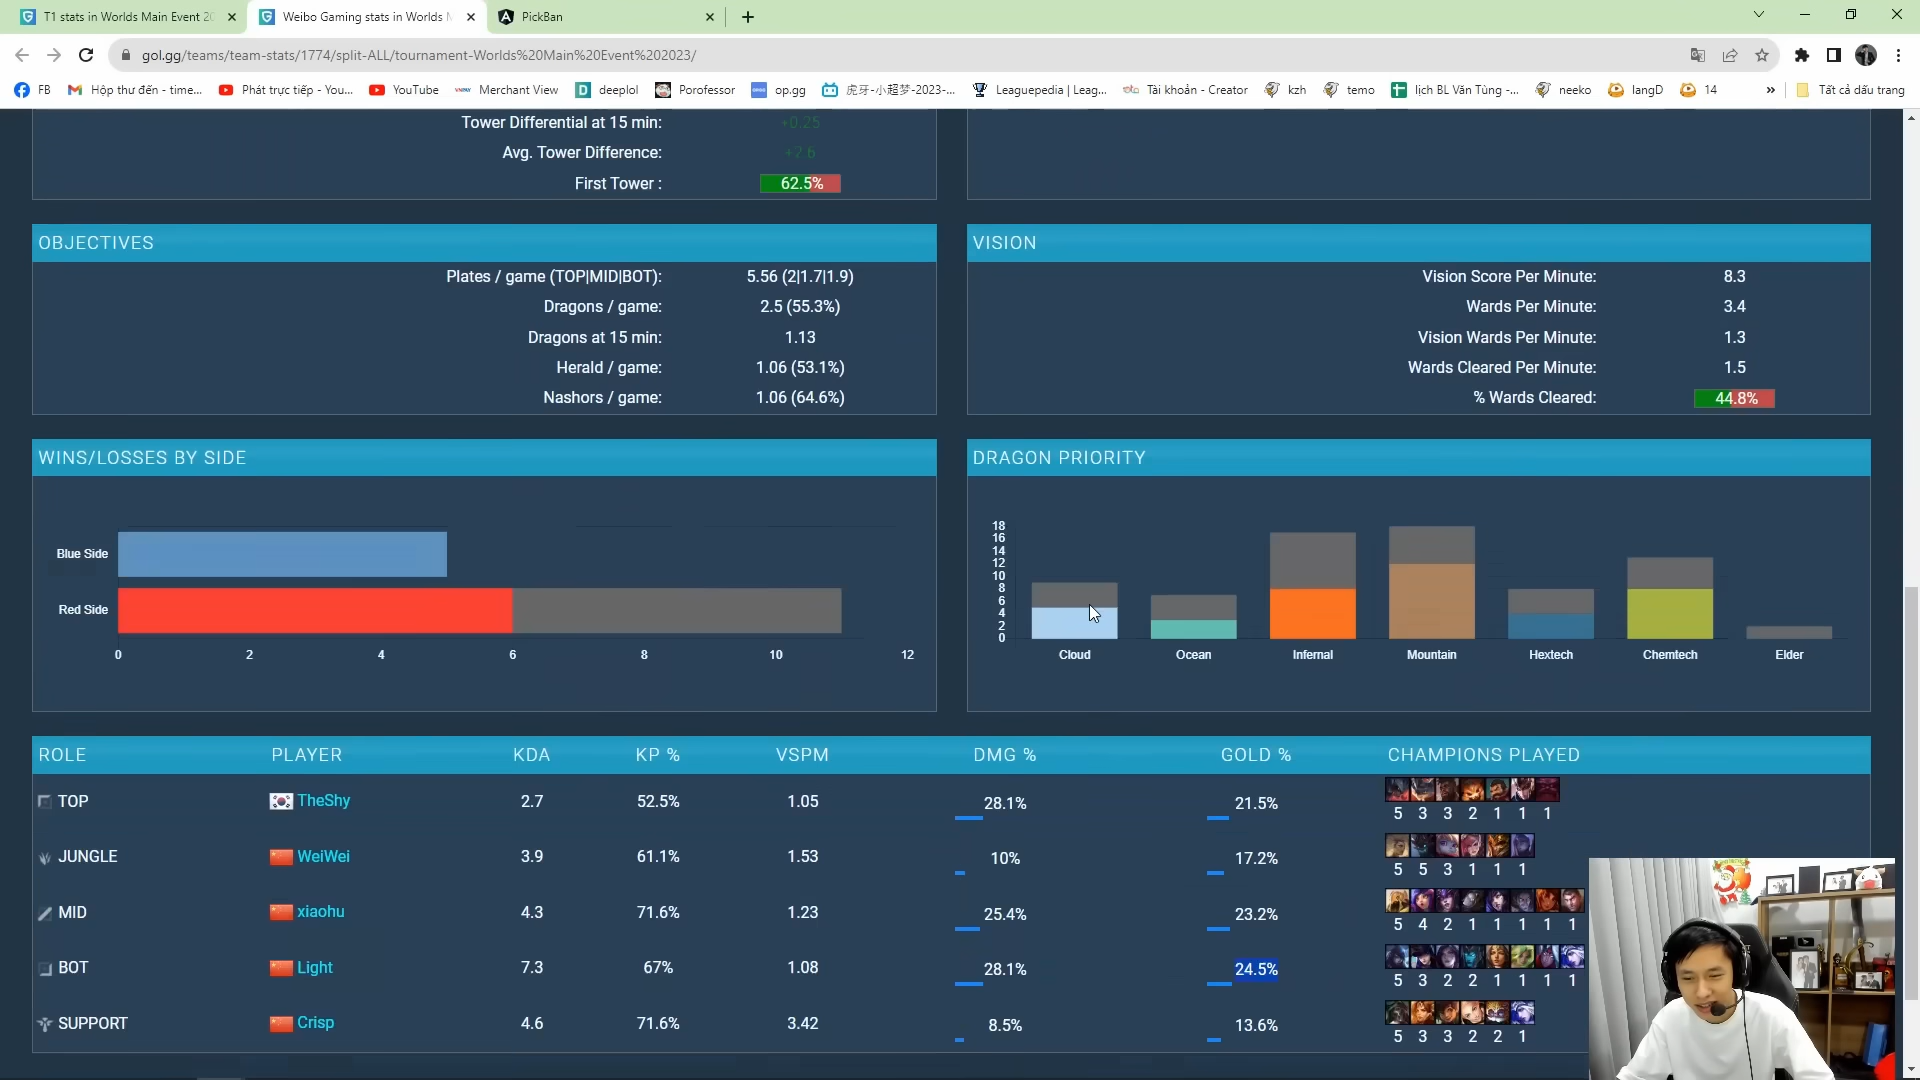 T1 stats in Worlds Main Event 20
Weibo Gaming stats in Worlds M
PickBan
gol.gg/teams/team-stats/1774/split-ALL/tournament-Worlds%20Main%20Event%202023/
FB
Hộp thư đến - time...
Phát trực tiếp - You...
YouTube
Merchant View
deeplol
Porofessor
op.gg
虎牙-小超梦-2023-...
Leaguepedia | Leag...
Tài khoản - Creator
kzh
temo
lịch BL Văn Tùng -...
neeko
langD
14
»
Tất cả dấu trang
Tower Differential at 15 min: +0.25
Avg. Tower Difference: +2.6
First Tower : 62.5%
OBJECTIVES
Plates / game (TOP|MID|BOT): 5.56 (2|1.7|1.9)
Dragons / game: 2.5 (55.3%)
Dragons at 15 min: 1.13
Herald / game: 1.06 (53.1%)
Nashors / game: 1.06 (64.6%)
VISION
Vision Score Per Minute: 8.3
Wards Per Minute: 3.4
Vision Wards Per Minute: 1.3
Wards Cleared Per Minute: 1.5
% Wards Cleared: 44.8%
WINS/LOSSES BY SIDE
Blue Side
Red Side
0 2 4 6 8 10 12
DRAGON PRIORITY
18
16
14
12
10
8
6
4
2
0
Cloud Ocean Infernal Mountain Hextech Chemtech Elder
ROLE PLAYER KDA KP % VSPM DMG % GOLD % CHAMPIONS PLAYED
TOP TheShy 2.7 52.5% 1.05 28.1% 21.5%
5 3 3 2 1 1 1
JUNGLE WeiWei 3.9 61.1% 1.53 10% 17.2%
5 5 3 1 1 1
MID xiaohu 4.3 71.6% 1.23 25.4% 23.2%
5 4 2 1 1 1 1 1
BOT Light 7.3 67% 1.08 28.1% 24.5%
5 3 2 2 1 1 1 1
SUPPORT Crisp 4.6 71.6% 3.42 8.5% 13.6%
5 3 3 2 2 1